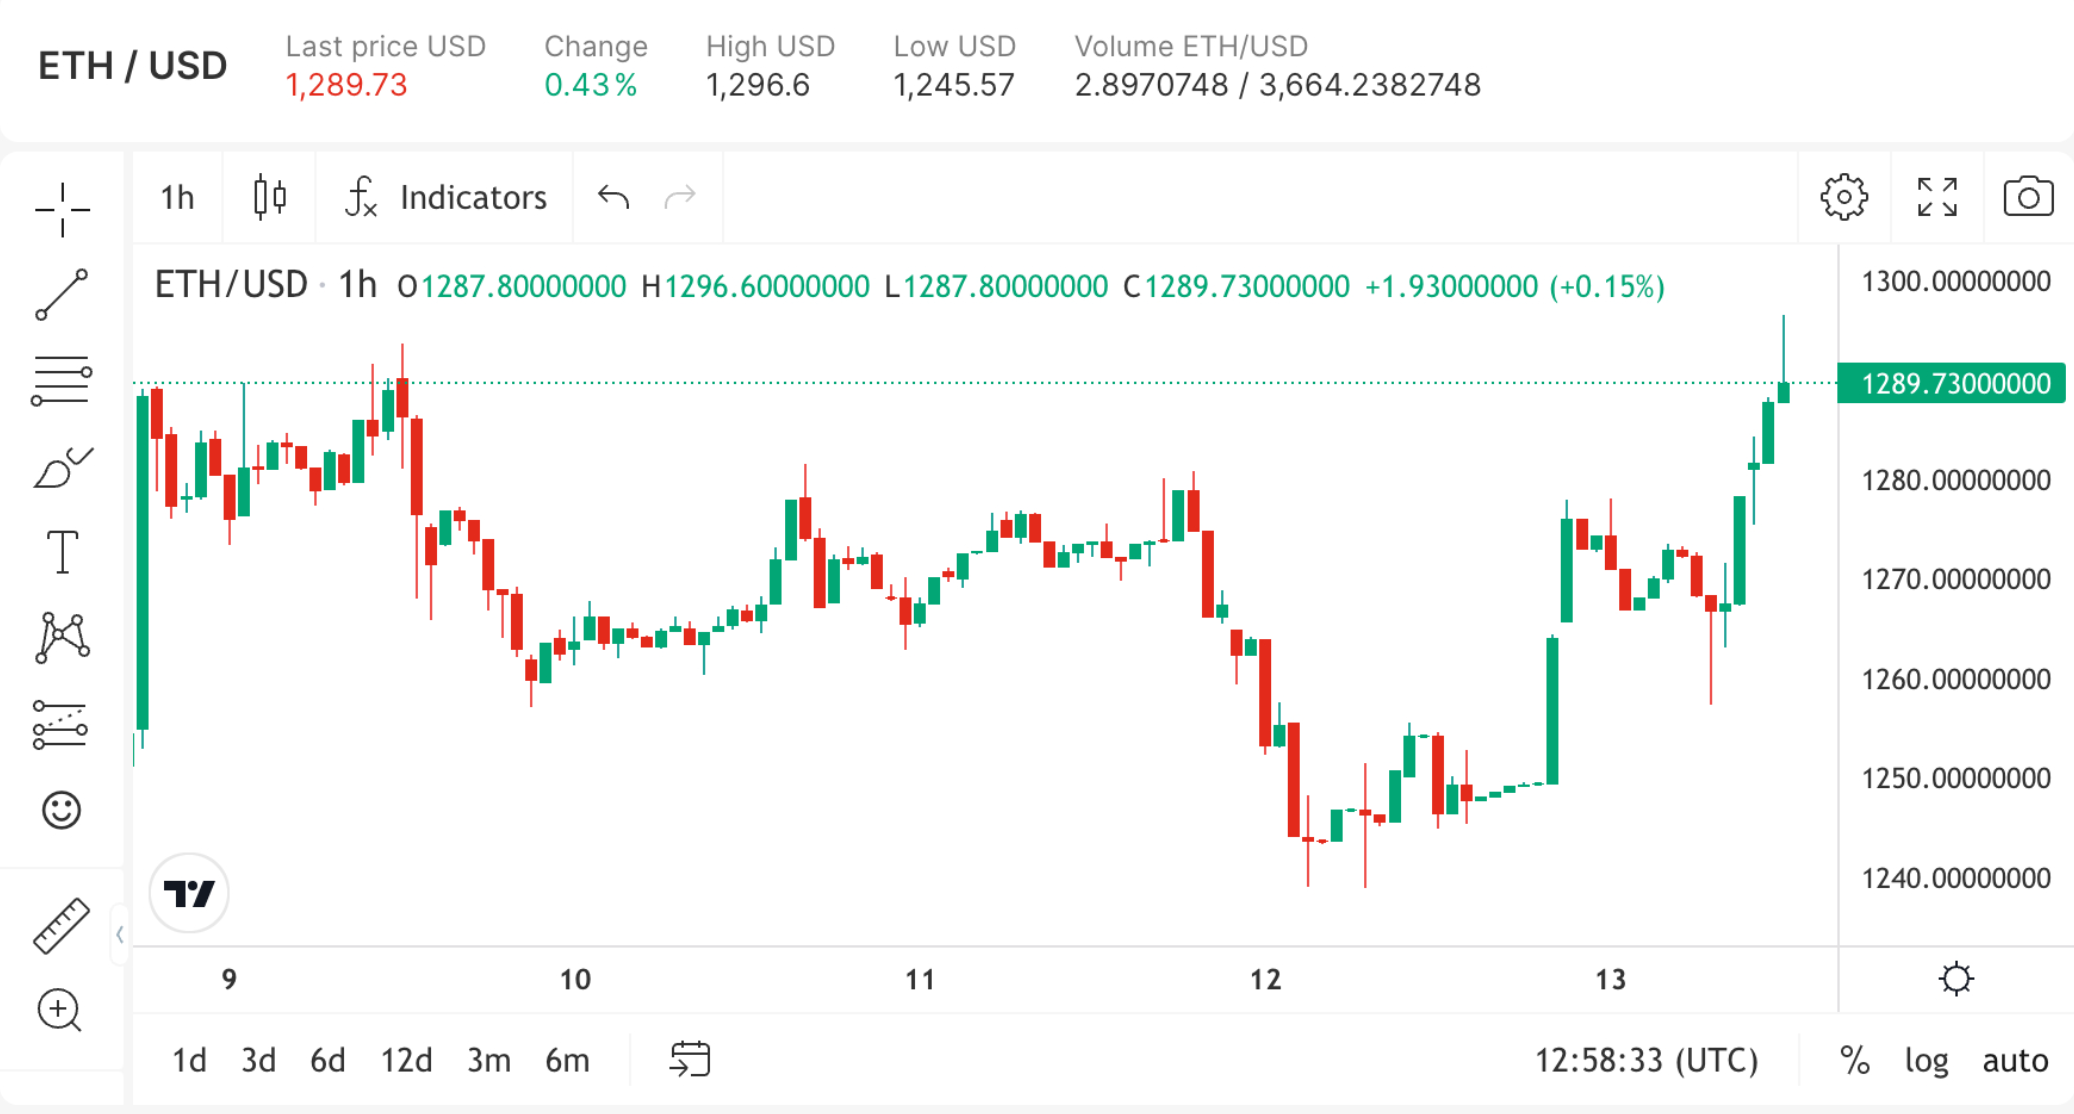 ETH / USD
Last price USD Change High USD Low USD Volume ETH/USD
1,289.73 0.43% 1,296.6 1,245.57 2.8970748 / 3,664.2382748
1h Indicators
ETH/USD · 1h O1287.80000000 H1296.60000000 L1287.80000000 C1289.73000000 +1.93000000 (+0.15%)
1300.00000000
1289.73000000
1280.00000000
1270.00000000
1260.00000000
1250.00000000
1240.00000000
9 10 11 12 13
1d 3d 6d 12d 3m 6m 12:58:33 (UTC) % log auto